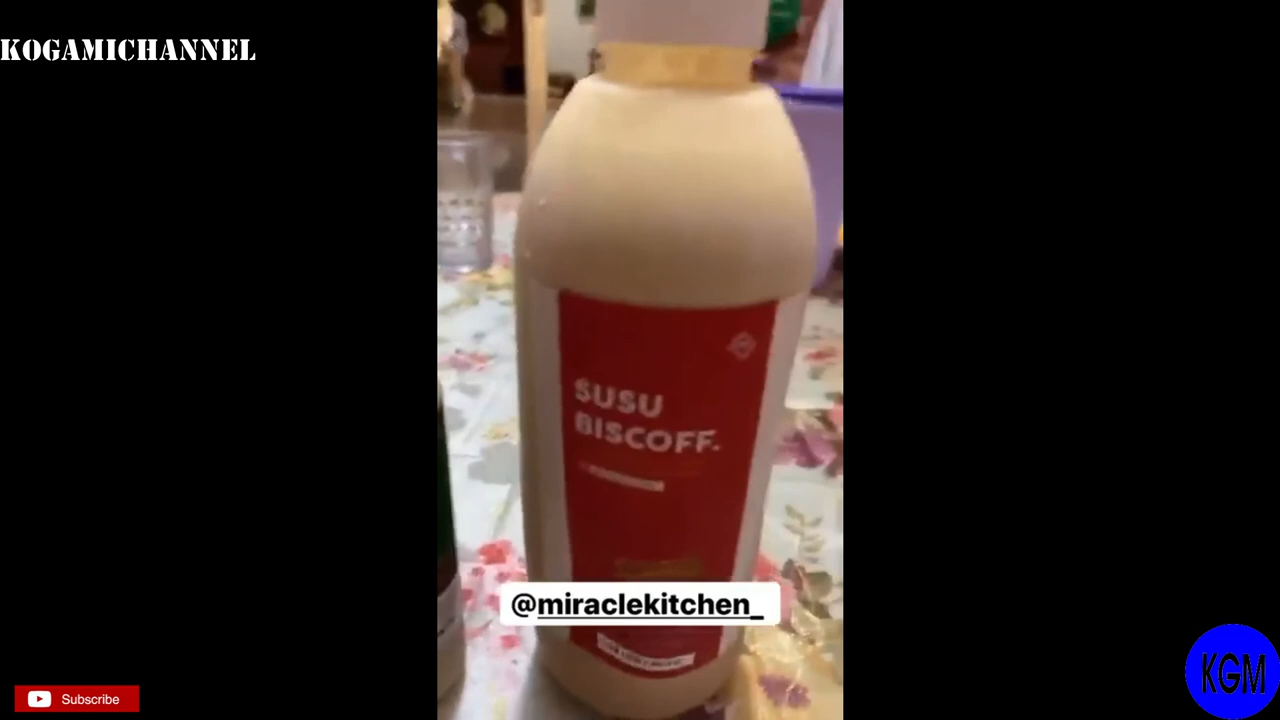 KOGAMICHANNEL
SUSU
BISCOFF.
@miraclekitchen_
Subscribe
KGM